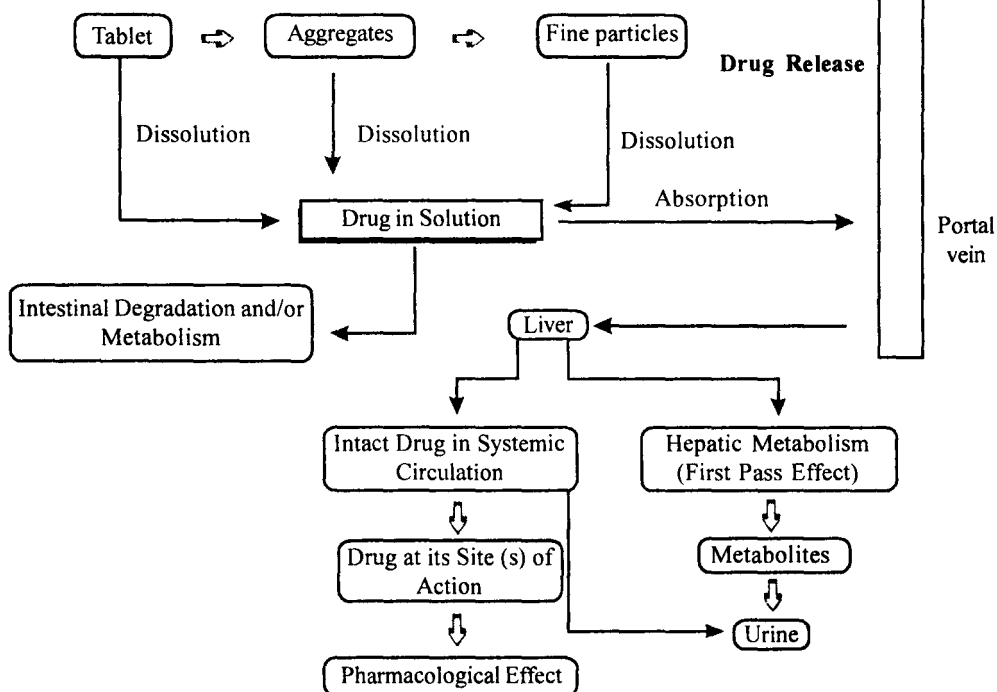 Tablet
Aggregates
Fine particles
Drug Release
Dissolution
Dissolution
Dissolution
Absorption
Drug in Solution
Portal
vein
Intestinal Degradation and/or
Metabolism
Liver
Intact Drug in Systemic
Circulation
Hepatic Metabolism
(First Pass Effect)
Drug at its Site (s) of
Action
Metabolites
Urine
Pharmacological Effect